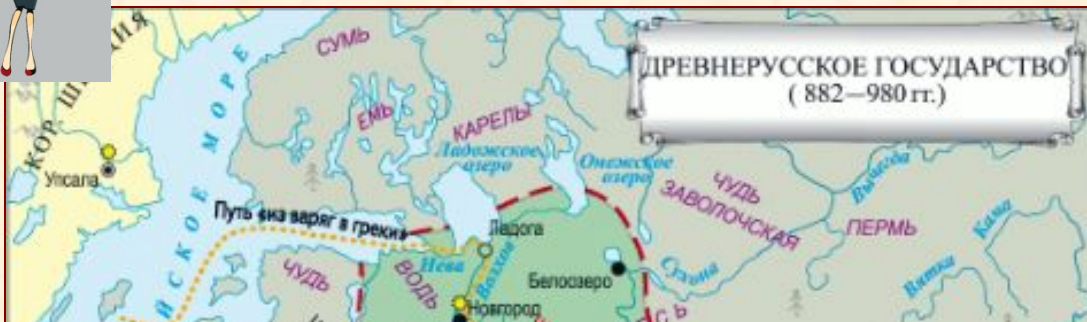 ДРЕВНЕРУССКОЕ ГОСУДАРСТВО
( 882—980 гг.)
СУМЬ
МОРЕ
ЕМЬ
КАРЕЛЫ
Ладожское
озеро
Онежское
озеро
Упсала
ЧУДЬ
ЗАВОЛОЧСКАЯ
Вычегда
ПЕРМЬ
Кама
Путь «из варяг в греки»
Ладога
Нева
Волхов
ЧУДЬ
ВОДЬ
Белоозеро
Сухона
Вятка
Новгород